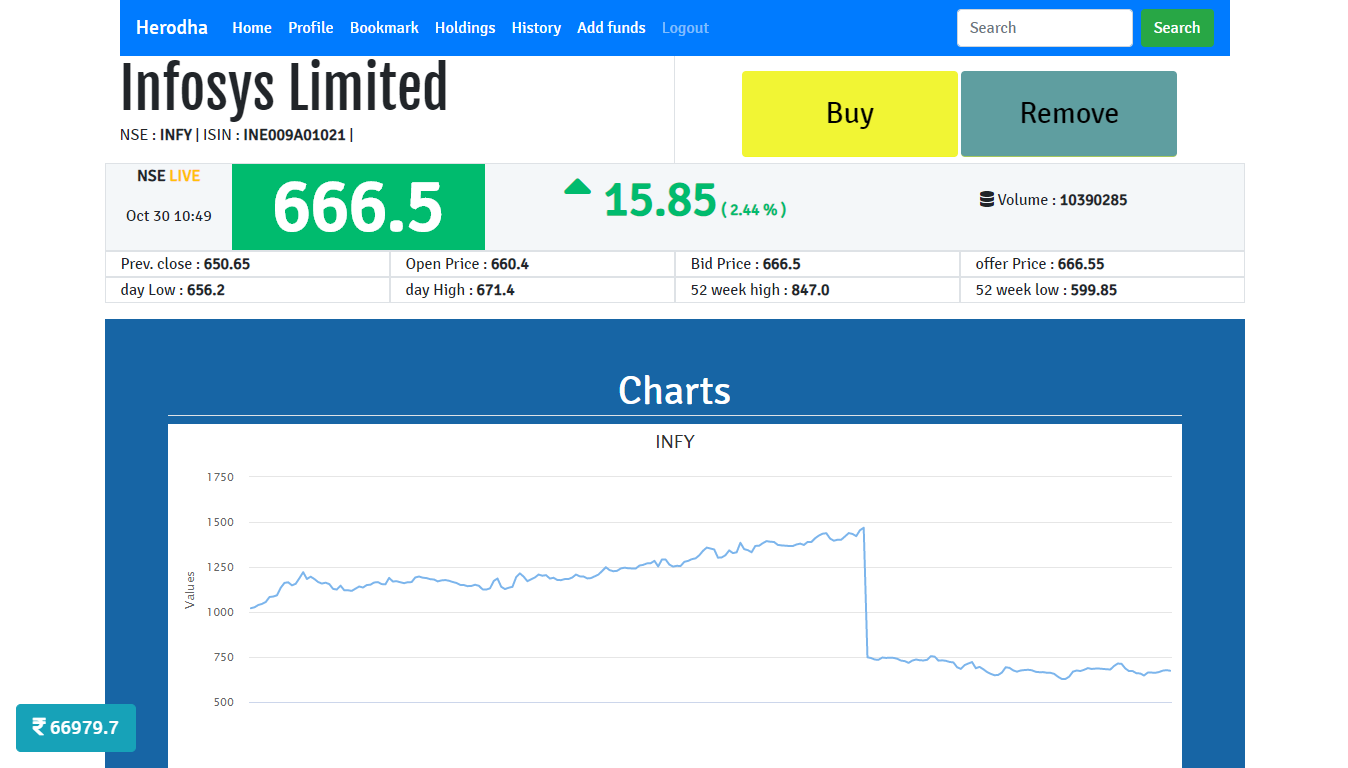 Herodha Home Profile Bookmark Holdings History Add funds Logout Search Search
Infosys Limited
NSE : INFY | ISIN : INE009A01021 |
Buy Remove
NSE LIVE
Oct 30 10:49
666.5
15.85 ( 2.44 % )
Volume : 10390285
Prev. close : 650.65 Open Price : 660.4 Bid Price : 666.5 offer Price : 666.55
day Low : 656.2 day High : 671.4 52 week high : 847.0 52 week low : 599.85
Charts
INFY
Values
1750
1500
1250
1000
750
500
₹ 66979.7